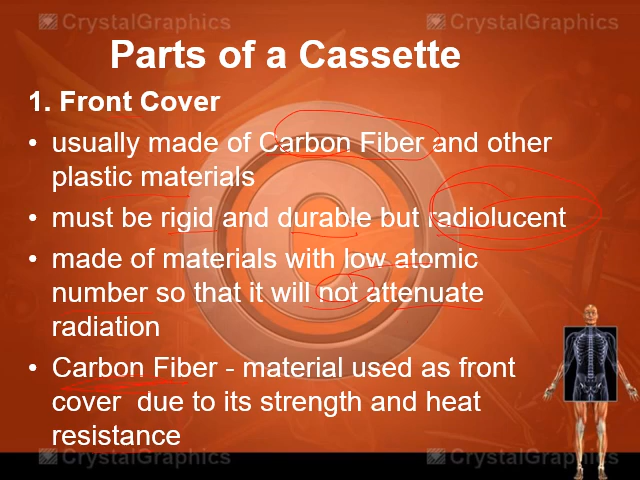 CrystalGraphics CrystalGraphics
Parts of a Cassette
1. Front Cover
• usually made of Carbon Fiber and other
plastic materials
• must be rigid and durable but radiolucent
• made of materials with low atomic
number so that it will not attenuate
radiation
• Carbon Fiber - material used as front
cover due to its strength and heat
resistance
CrystalGraphics CrystalGraphics